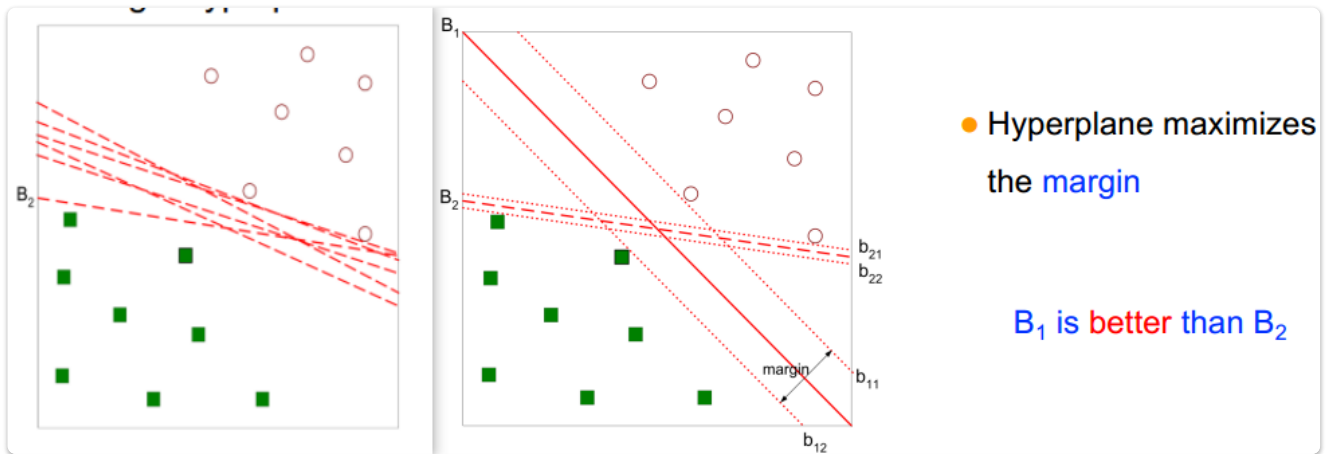 B₂
B₁
B₂
b₂₁
b₂₂
margin
b₁₁
b₁₂
● Hyperplane maximizes
the margin
B₁ is better than B₂